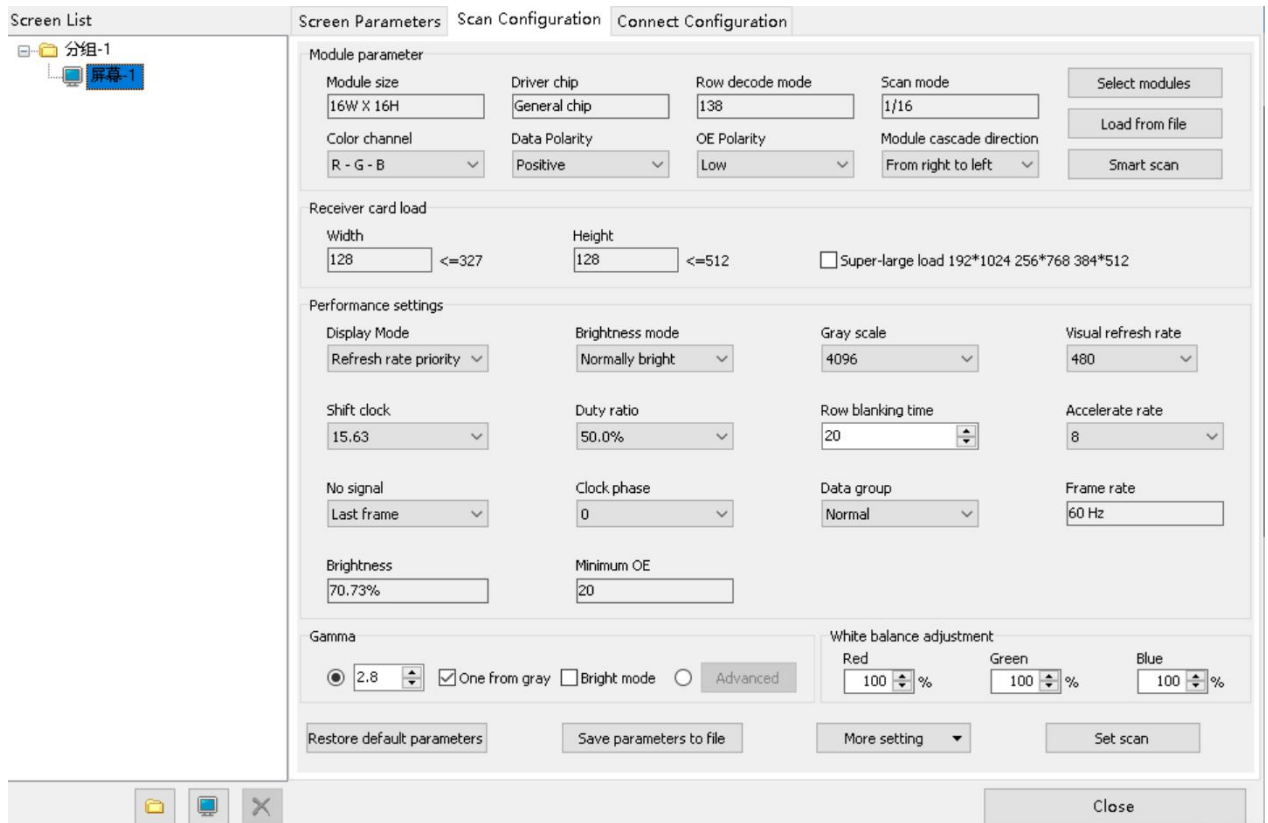 Screen List
分组-1
屏幕-1
Screen Parameters Scan Configuration Connect Configuration
Module parameter
Module size Driver chip Row decode mode Scan mode
16W X 16H General chip 138 1/16 Select modules
Load from file
Color channel Data Polarity OE Polarity Module cascade direction
R - G - B Positive Low From right to left Smart scan
Receiver card load
Width Height
128 <=327 128 <=512 Super-large load 192*1024 256*768 384*512
Performance settings
Display Mode Brightness mode Gray scale Visual refresh rate
Refresh rate priority Normally bright 4096 480
Shift clock Duty ratio Row blanking time Accelerate rate
15.63 50.0% 20 8
No signal Clock phase Data group Frame rate
Last frame 0 Normal 60 Hz
Brightness Minimum OE
70.73% 20
Gamma White balance adjustment
Red Green Blue
2.8 One from gray Bright mode Advanced 100 % 100 % 100 %
Restore default parameters Save parameters to file More setting Set scan
Close